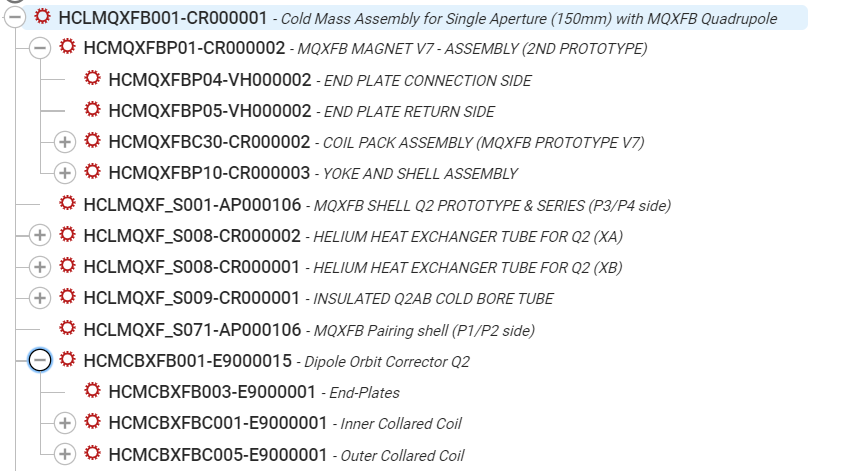 HCLMQXFB001-CR000001 - Cold Mass Assembly for Single Aperture (150mm) with MQXFB Quadrupole
HCMQXFBP01-CR000002 - MQXFB MAGNET V7 - ASSEMBLY (2ND PROTOTYPE)
HCMQXFBP04-VH000002 - END PLATE CONNECTION SIDE
HCMQXFBP05-VH000002 - END PLATE RETURN SIDE
HCMQXFBC30-CR000002 - COIL PACK ASSEMBLY (MQXFB PROTOTYPE V7)
HCMQXFBP10-CR000003 - YOKE AND SHELL ASSEMBLY
HCLMQXF_S001-AP000106 - MQXFB SHELL Q2 PROTOTYPE & SERIES (P3/P4 side)
HCLMQXF_S008-CR000002 - HELIUM HEAT EXCHANGER TUBE FOR Q2 (XA)
HCLMQXF_S008-CR000001 - HELIUM HEAT EXCHANGER TUBE FOR Q2 (XB)
HCLMQXF_S009-CR000001 - INSULATED Q2AB COLD BORE TUBE
HCLMQXF_S071-AP000106 - MQXFB Pairing shell (P1/P2 side)
HCMCBXFB001-E9000015 - Dipole Orbit Corrector Q2
HCMCBXFB003-E9000001 - End-Plates
HCMCBXFBC001-E9000001 - Inner Collared Coil
HCMCBXFBC005-E9000001 - Outer Collared Coil